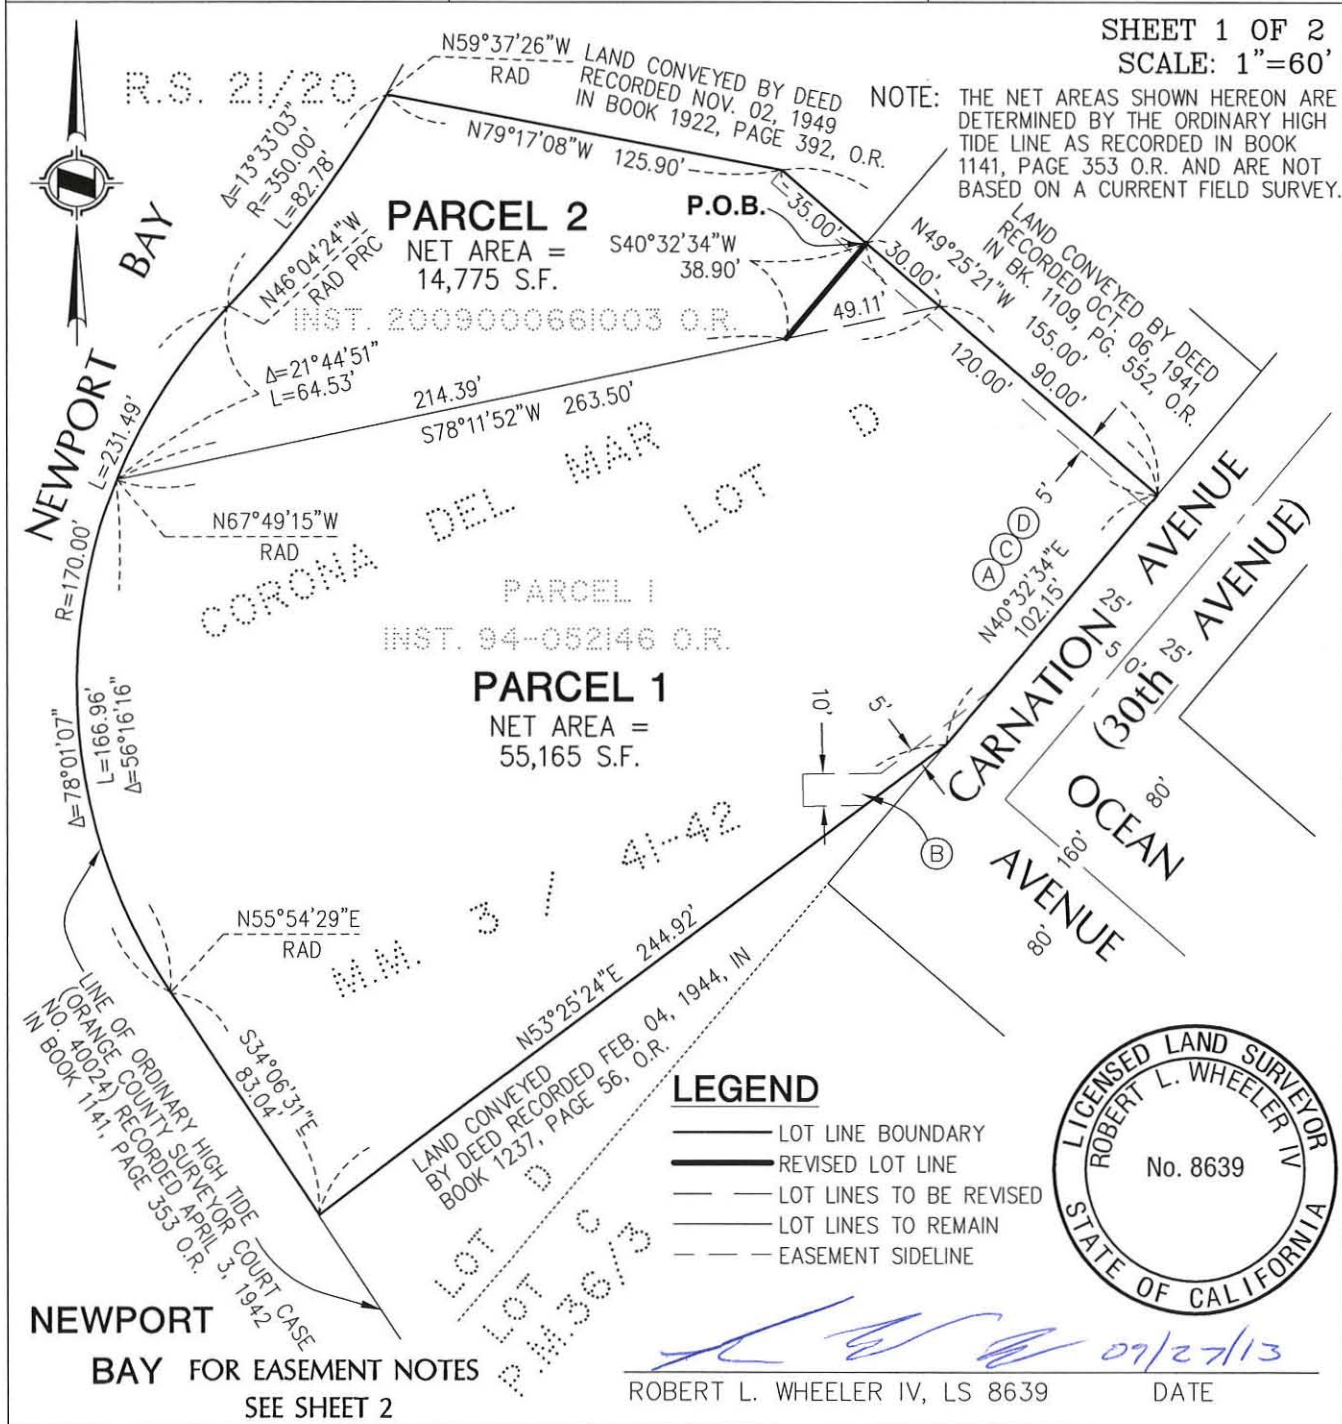 SHEET 1 OF 2
SCALE: 1"=60'
NOTE: THE NET AREAS SHOWN HEREON ARE
DETERMINED BY THE ORDINARY HIGH
TIDE LINE AS RECORDED IN BOOK
1141, PAGE 353 O.R. AND ARE NOT
BASED ON A CURRENT FIELD SURVEY.
R.S. 21/20
N59°37'26"W
RAD
LAND CONVEYED BY DEED
RECORDED NOV. 02, 1949
IN BOOK 1922, PAGE 392, O.R.
N79°17'08"W 125.90'
Δ=13°33'03"
R=350.00'
L=82.78'
N46°04'24"W
RAD PRC
PARCEL 2
NET AREA =
14,775 S.F.
INST. 2009000661003 O.R.
P.O.B.
35.00'
S40°32'34"W
38.90'
30.00'
N49°25'21"W 155.00'
49.11'
120.00'
90.00'
LAND CONVEYED BY DEED
RECORDED OCT. 06, 1941
IN BK. 1109, PG. 552, O.R.
NEWPORT
BAY
Δ=21°44'51"
L=64.53'
214.39'
S78°11'52"W 263.50'
L=231.49'
R=170.00'
Δ=78°01'07"
L=166.96'
Δ=56°16'16"
N67°49'15"W
RAD
CORONA DEL MAR
LOT D
PARCEL 1
INST. 94-052146 O.R.
PARCEL 1
NET AREA =
55,165 S.F.
M.M. 3 / 41-42
A C D
5'
N40°32'34"E
102.15'
CARNATION AVENUE
(30th AVENUE)
25'
50'
25'
OCEAN
AVENUE
80'
160'
80'
10'
5'
B
N55°54'29"E
RAD
S34°06'31"E
83.04'
N53°25'24"E 244.92'
LAND CONVEYED
BY DEED RECORDED FEB. 04, 1944, IN
BOOK 1237, PAGE 56, O.R.
LINE OF ORDINARY HIGH TIDE
(ORANGE COUNTY SURVEYOR COURT CASE
NO. 40024) RECORDED APRIL 3, 1942
IN BOOK 1141, PAGE 353 O.R.
LOT D
LOT C
P.M.36/3
LEGEND
LOT LINE BOUNDARY
REVISED LOT LINE
LOT LINES TO BE REVISED
LOT LINES TO REMAIN
EASEMENT SIDELINE
LICENSED LAND SURVEYOR
ROBERT L. WHEELER IV
No. 8639
STATE OF CALIFORNIA
NEWPORT
BAY
FOR EASEMENT NOTES
SEE SHEET 2
09/27/13
ROBERT L. WHEELER IV, LS 8639
DATE